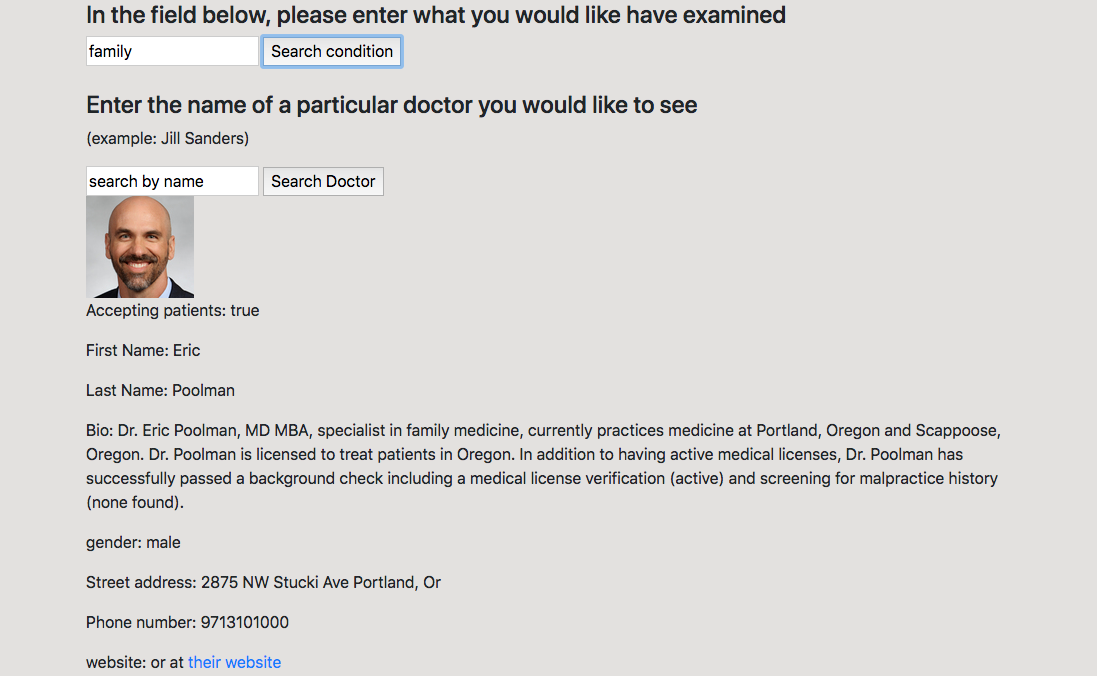 In the field below, please enter what you would like have examined
family Search condition
Enter the name of a particular doctor you would like to see
(example: Jill Sanders)
search by name Search Doctor
Accepting patients: true
First Name: Eric
Last Name: Poolman
Bio: Dr. Eric Poolman, MD MBA, specialist in family medicine, currently practices medicine at Portland, Oregon and Scappoose,
Oregon. Dr. Poolman is licensed to treat patients in Oregon. In addition to having active medical licenses, Dr. Poolman has
successfully passed a background check including a medical license verification (active) and screening for malpractice history
(none found).
gender: male
Street address: 2875 NW Stucki Ave Portland, Or
Phone number: 9713101000
website: or at their website